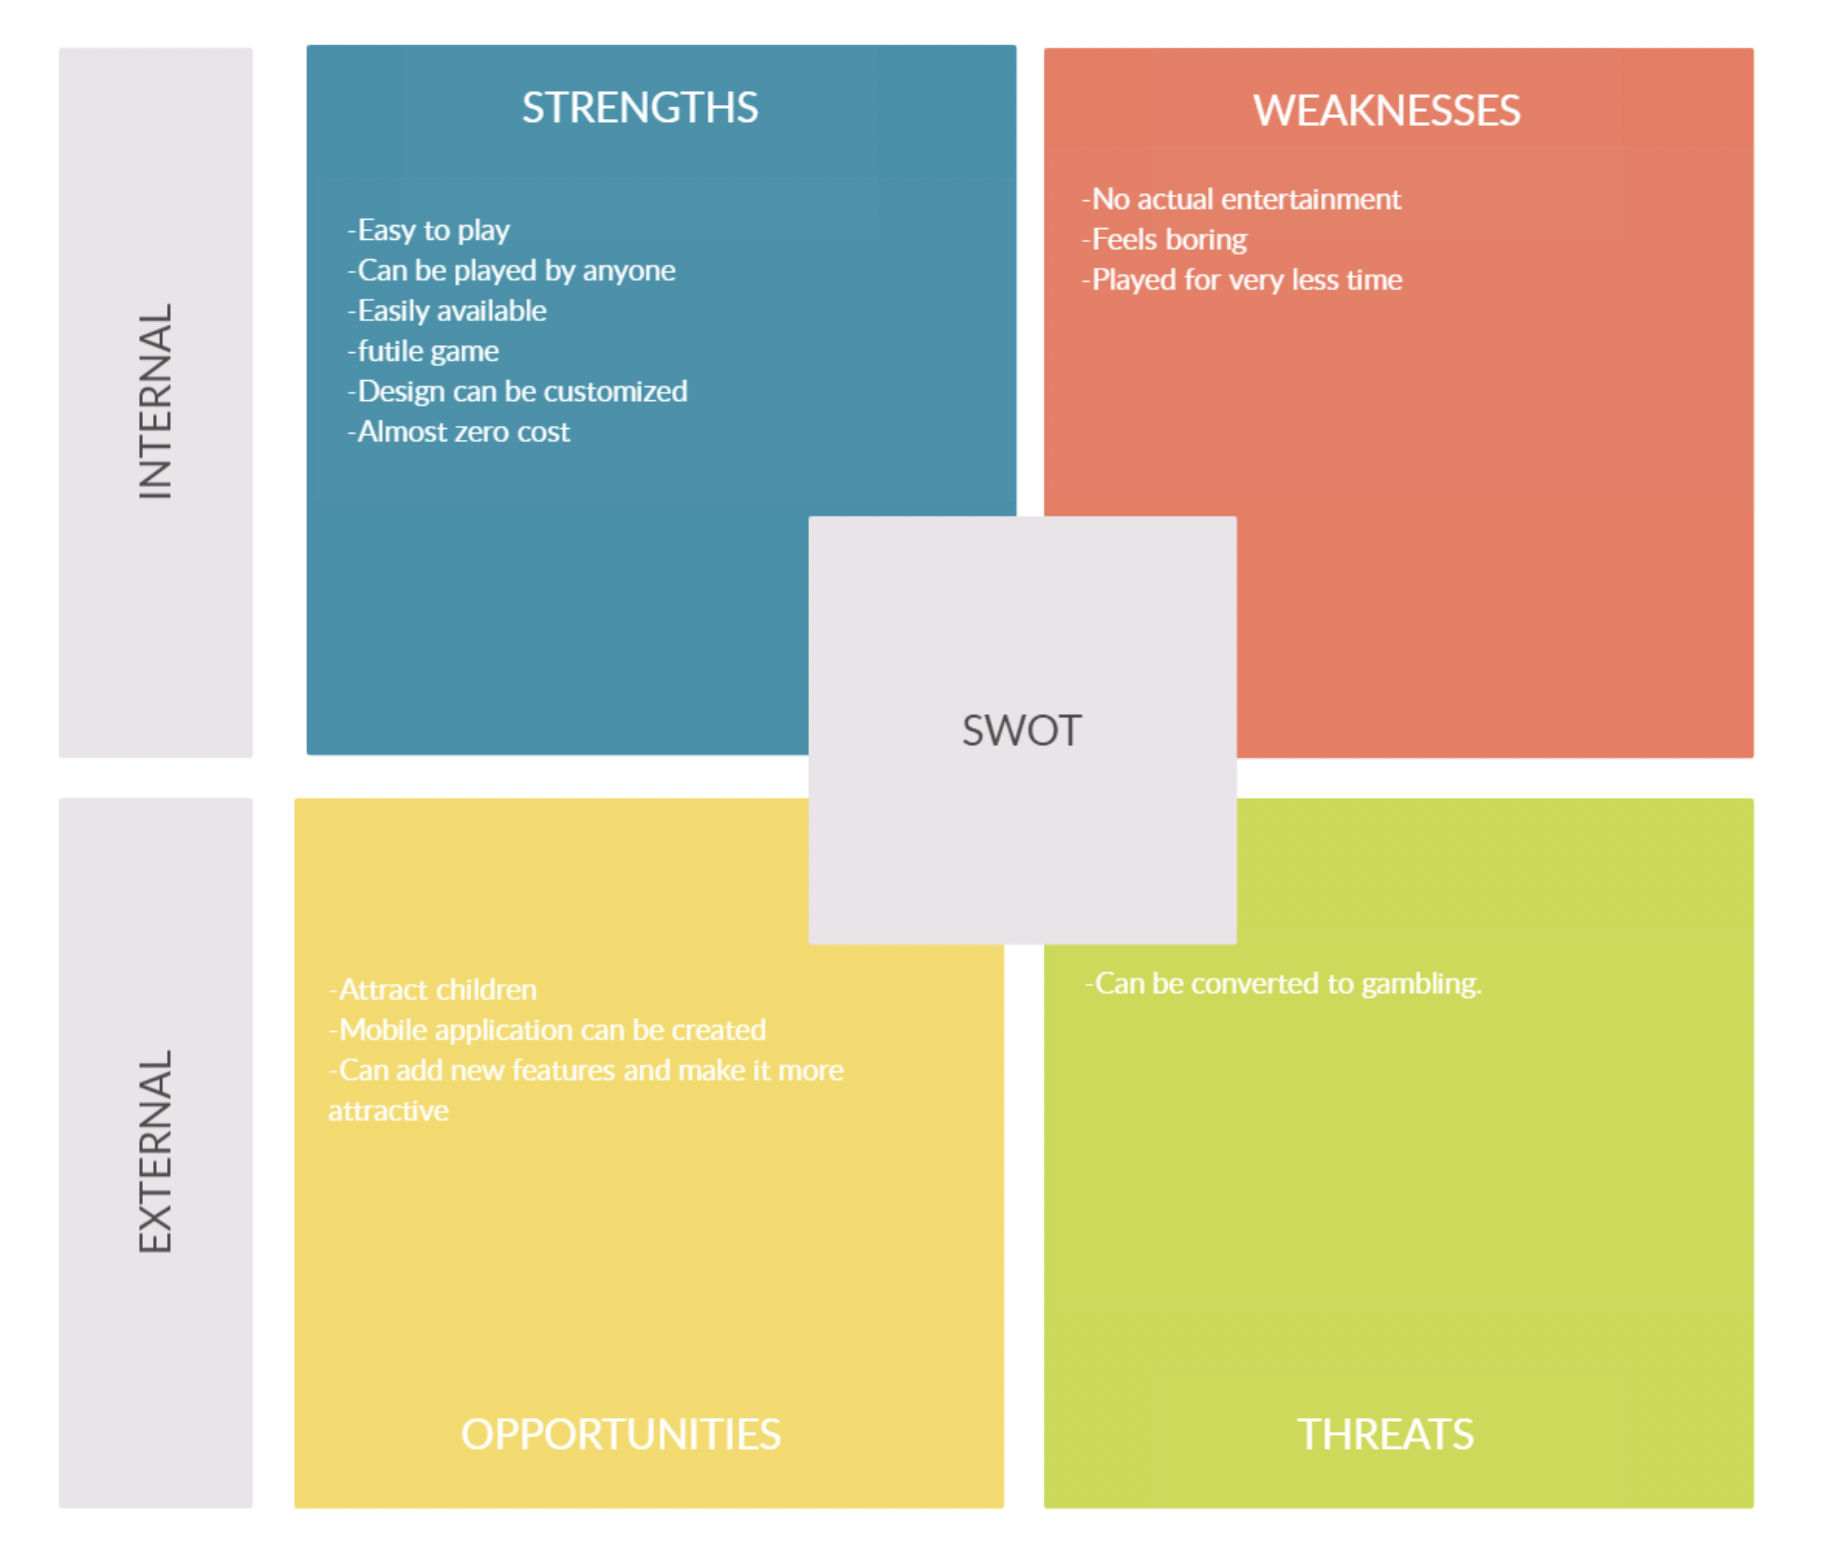 INTERNAL
STRENGTHS
-Easy to play
-Can be played by anyone
-Easily available
-futile game
-Design can be customized
-Almost zero cost
WEAKNESSES
-No actual entertainment
-Feels boring
-Played for very less time
SWOT
EXTERNAL
-Attract children
-Mobile application can be created
-Can add new features and make it more
attractive
OPPORTUNITIES
-Can be converted to gambling.
THREATS